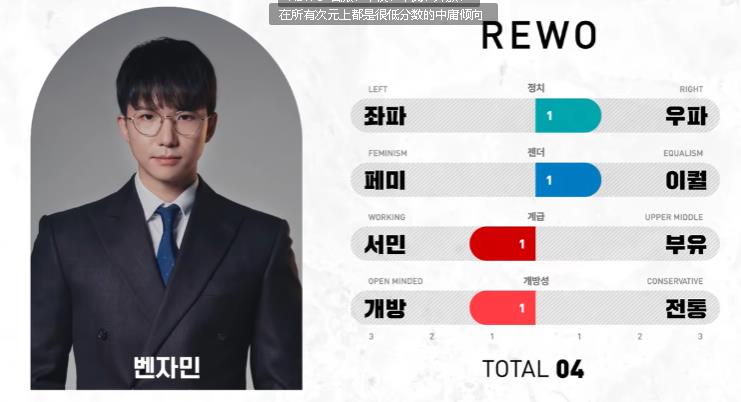 在所有次元上都是很低分数的中庸倾向
REWO
LEFT 정치 RIGHT
좌파 1 우파
FEMINISM 젠더 EQUALISM
페미 1 이퀄
WORKING 계급 UPPER MIDDLE
서민 1 부유
OPEN MINDED 개방성 CONSERVATIVE
개방 1 전통
3 2 1 1 2 3
벤자민
TOTAL 04